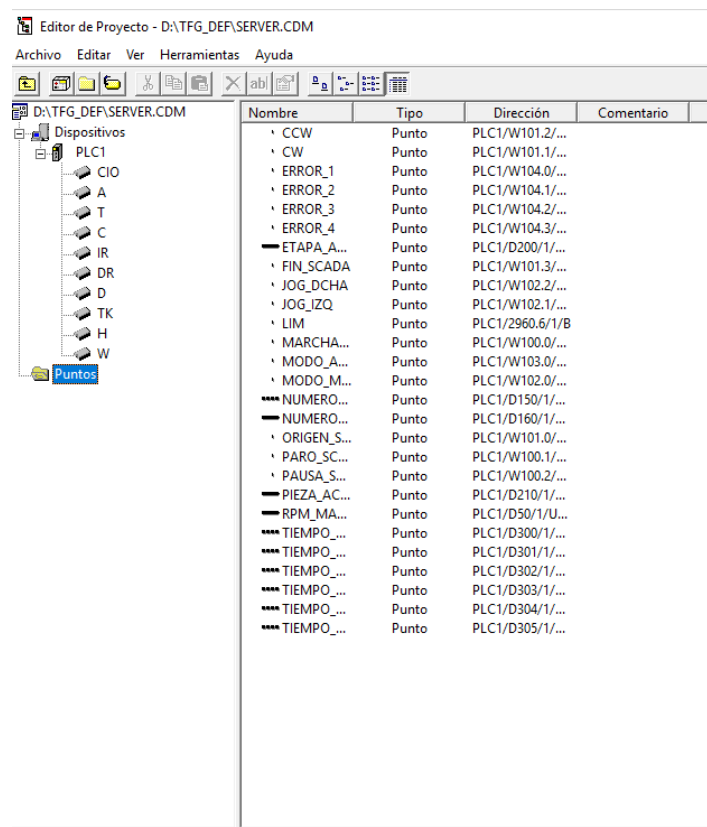 Editor de Proyecto - D:\TFG_DEF\SERVER.CDM
Archivo Editar Ver Herramientas Ayuda
D:\TFG_DEF\SERVER.CDM
Dispositivos
PLC1
CIO
A
T
C
IR
DR
D
TK
H
W
Puntos
Nombre Tipo Dirección Comentario
CCW Punto PLC1/W101.2/...
CW Punto PLC1/W101.1/...
ERROR_1 Punto PLC1/W104.0/...
ERROR_2 Punto PLC1/W104.1/...
ERROR_3 Punto PLC1/W104.2/...
ERROR_4 Punto PLC1/W104.3/...
ETAPA_A... Punto PLC1/D200/1/...
FIN_SCADA Punto PLC1/W101.3/...
JOG_DCHA Punto PLC1/W102.2/...
JOG_IZQ Punto PLC1/W102.1/...
LIM Punto PLC1/2960.6/1/B
MARCHA... Punto PLC1/W100.0/...
MODO_A... Punto PLC1/W103.0/...
MODO_M... Punto PLC1/W102.0/...
NUMERO... Punto PLC1/D150/1/...
NUMERO... Punto PLC1/D160/1/...
ORIGEN_S... Punto PLC1/W101.0/...
PARO_SC... Punto PLC1/W100.1/...
PAUSA_S... Punto PLC1/W100.2/...
PIEZA_AC... Punto PLC1/D210/1/...
RPM_MA... Punto PLC1/D50/1/U...
TIEMPO_... Punto PLC1/D300/1/...
TIEMPO_... Punto PLC1/D301/1/...
TIEMPO_... Punto PLC1/D302/1/...
TIEMPO_... Punto PLC1/D303/1/...
TIEMPO_... Punto PLC1/D304/1/...
TIEMPO_... Punto PLC1/D305/1/...